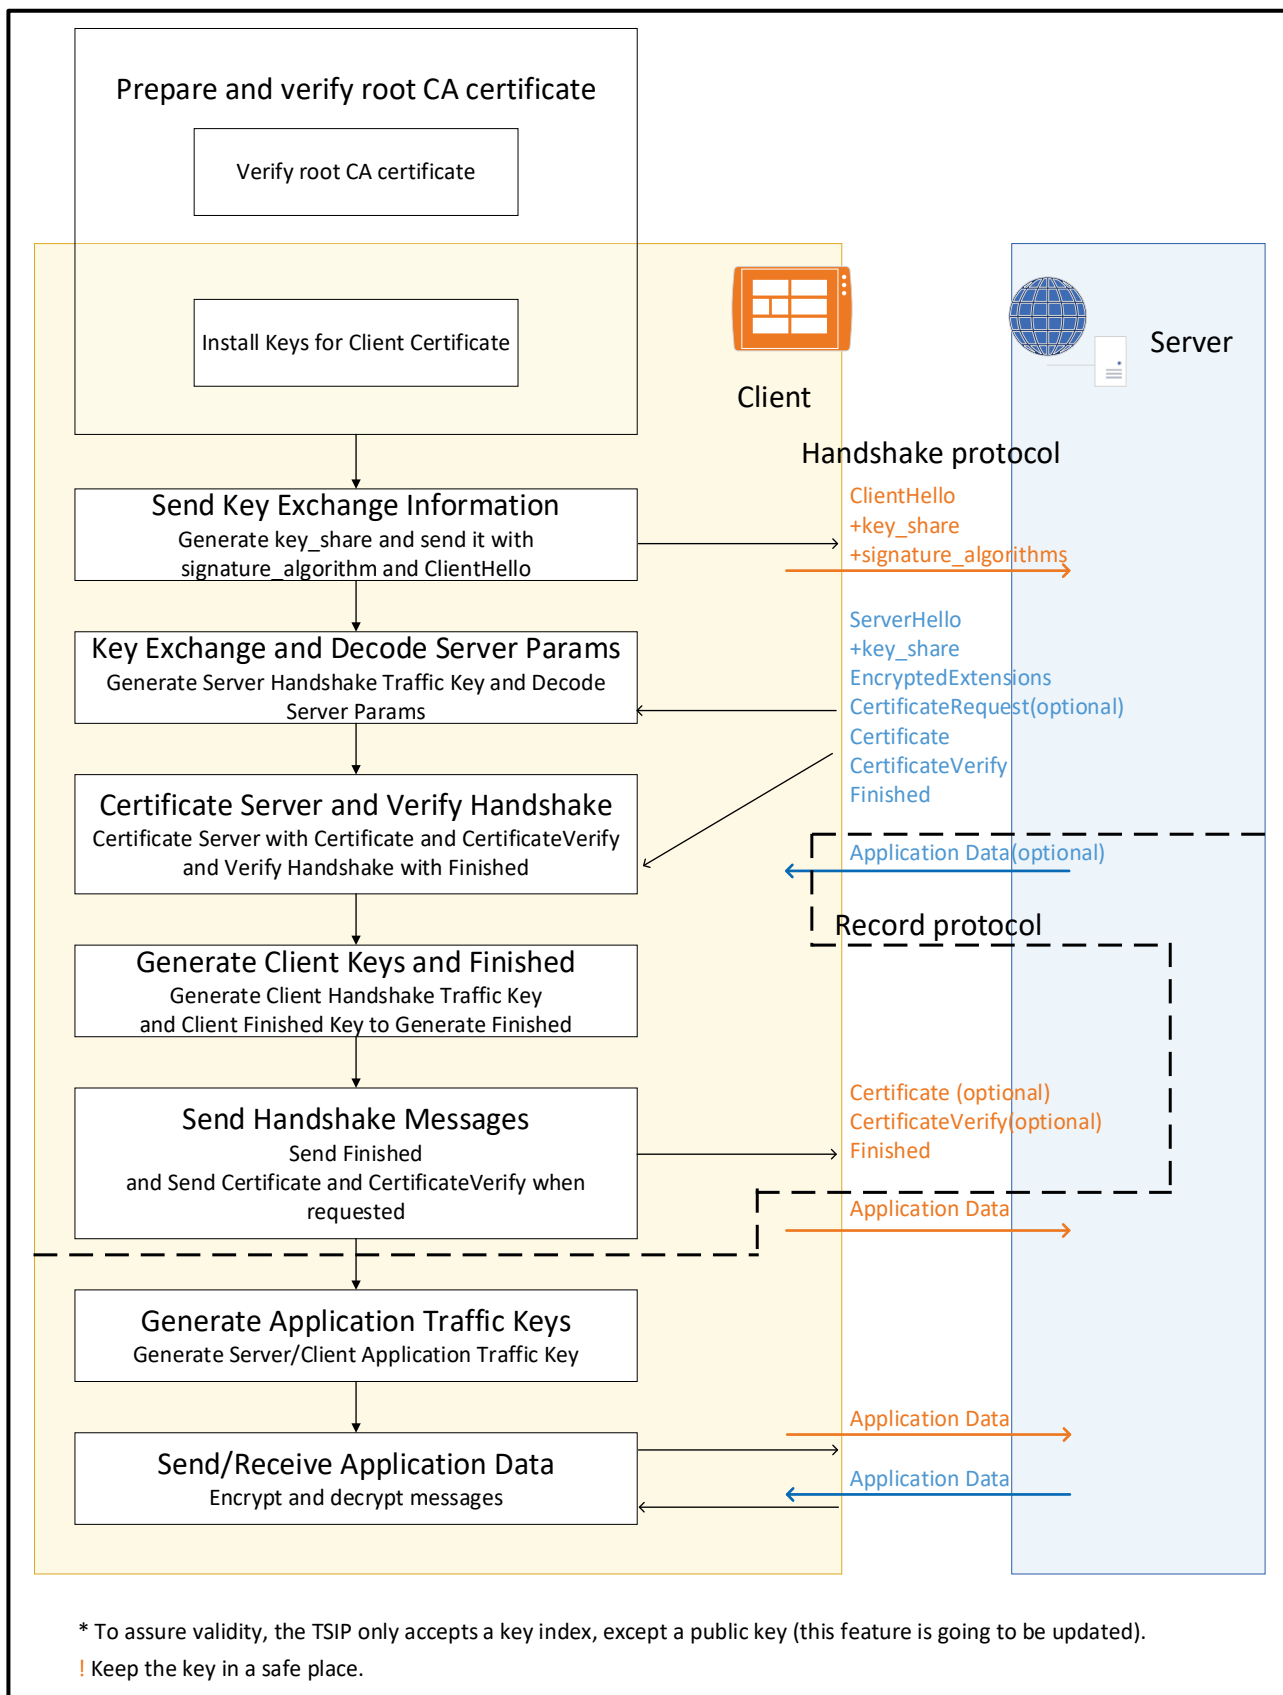 Prepare and verify root CA certificate
Verify root CA certificate
Install Keys for Client Certificate
Client
Server
Handshake protocol
Send Key Exchange Information
Generate key_share and send it with
signature_algorithm and ClientHello
ClientHello
+key_share
+signature_algorithms
Key Exchange and Decode Server Params
Generate Server Handshake Traffic Key and Decode
Server Params
ServerHello
+key_share
EncryptedExtensions
CertificateRequest(optional)
Certificate
CertificateVerify
Finished
Certificate Server and Verify Handshake
Certificate Server with Certificate and CertificateVerify
and Verify Handshake with Finished
Application Data(optional)
Record protocol
Generate Client Keys and Finished
Generate Client Handshake Traffic Key
and Client Finished Key to Generate Finished
Send Handshake Messages
Send Finished
and Send Certificate and CertificateVerify when
requested
Certificate (optional)
CertificateVerify(optional)
Finished
Application Data
Generate Application Traffic Keys
Generate Server/Client Application Traffic Key
Send/Receive Application Data
Encrypt and decrypt messages
Application Data
Application Data
* To assure validity, the TSIP only accepts a key index, except a public key (this feature is going to be updated).
! Keep the key in a safe place.